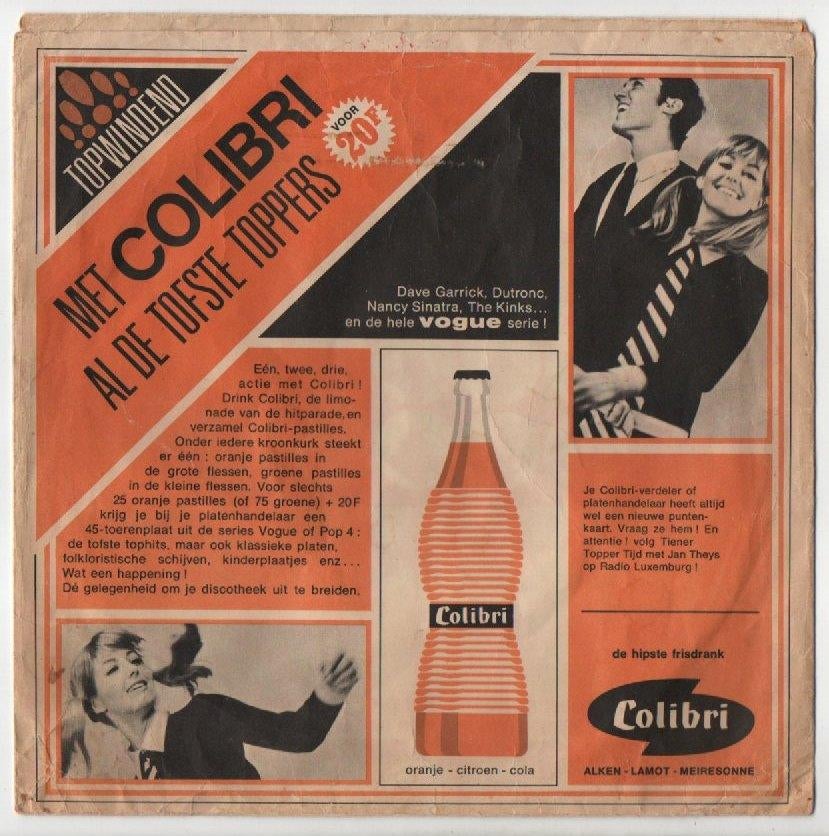 TOPWINDEND
MET COLIBRI
AL DE TOFSTE TOPPERS
VOOR
20F
Dave Garrick, Dutronc,
Nancy Sinatra, The Kinks...
en de hele vogue serie !
Eén, twee, drie,
actie met Colibri !
Drink Colibri, de limo-
nade van de hitparade,en
verzamel Colibri-pastilles.
Onder iedere kroonkurk steekt
er één : oranje pastilles in
de grote flessen, groene pastilles
in de kleine flessen. Voor slechts
25 oranje pastilles (of 75 groene) + 20F
krijg je bij je platenhandelaar een
45-toerenplaat uit de series Vogue of Pop 4 :
de tofste tophits, maar ook klassieke platen,
folkloristische schijven, kinderplaatjes enz...
Wat een happening !
Dé gelegenheid om je discotheek uit te breiden.
Colibri
oranje - citroen - cola
Je Colibri-verdeler of
platenhandelaar heeft altijd
wel een nieuwe punten-
kaart. Vraag ze hem ! En
attentie ! volg Tiener
Topper Tijd met Jan Theys
op Radio Luxemburg !
de hipste frisdrank
Colibri
ALKEN - LAMOT - MEIRESONNE